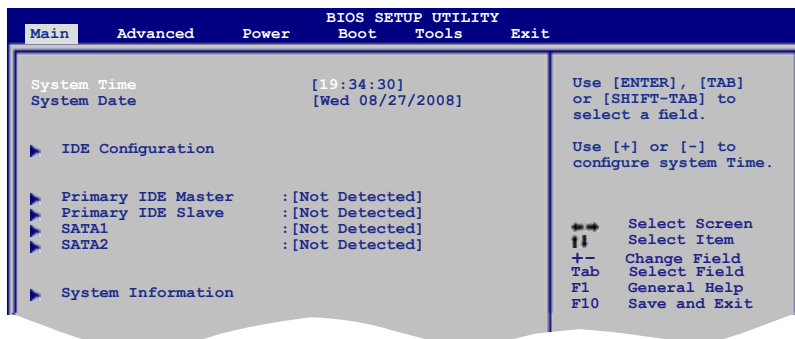 BIOS SETUP UTILITY
Main Advanced Power Boot Tools Exit
System Time [19:34:30]
System Date [Wed 08/27/2008]
IDE Configuration
Primary IDE Master :[Not Detected]
Primary IDE Slave :[Not Detected]
SATA1 :[Not Detected]
SATA2 :[Not Detected]
System Information
Use [ENTER], [TAB]
or [SHIFT-TAB] to
select a field.
Use [+] or [-] to
configure system Time.
Select Screen
Select Item
+- Change Field
Tab Select Field
F1 General Help
F10 Save and Exit